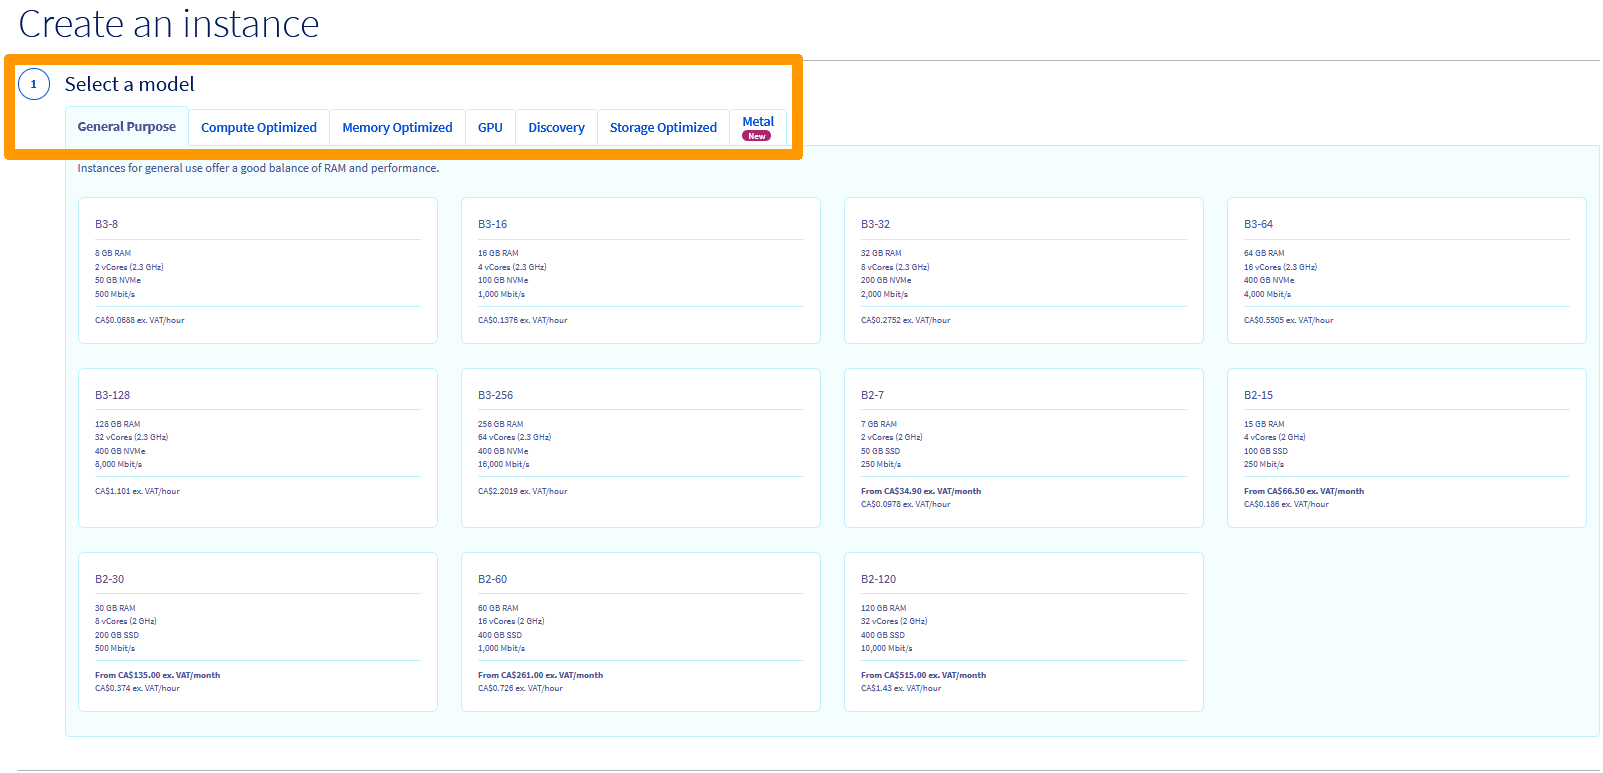 Create an instance
1
Select a model
General Purpose
Compute Optimized
Memory Optimized
GPU
Discovery
Storage Optimized
Metal
New
Instances for general use offer a good balance of RAM and performance.
B3-8
8 GB RAM
2 vCores (2.3 GHz)
50 GB NVMe
500 Mbit/s
CA$0.0688 ex. VAT/hour
B3-16
16 GB RAM
4 vCores (2.3 GHz)
100 GB NVMe
1,000 Mbit/s
CA$0.1376 ex. VAT/hour
B3-32
32 GB RAM
8 vCores (2.3 GHz)
200 GB NVMe
2,000 Mbit/s
CA$0.2752 ex. VAT/hour
B3-64
64 GB RAM
16 vCores (2.3 GHz)
400 GB NVMe
4,000 Mbit/s
CA$0.5505 ex. VAT/hour
B3-128
128 GB RAM
32 vCores (2.3 GHz)
400 GB NVMe
8,000 Mbit/s
CA$1.101 ex. VAT/hour
B3-256
256 GB RAM
64 vCores (2.3 GHz)
400 GB NVMe
16,000 Mbit/s
CA$2.2019 ex. VAT/hour
B2-7
7 GB RAM
2 vCores (2 GHz)
50 GB SSD
250 Mbit/s
From CA$34.90 ex. VAT/month
CA$0.0978 ex. VAT/hour
B2-15
15 GB RAM
4 vCores (2 GHz)
100 GB SSD
250 Mbit/s
From CA$66.50 ex. VAT/month
CA$0.186 ex. VAT/hour
B2-30
30 GB RAM
8 vCores (2 GHz)
200 GB SSD
500 Mbit/s
From CA$135.00 ex. VAT/month
CA$0.374 ex. VAT/hour
B2-60
60 GB RAM
16 vCores (2 GHz)
400 GB SSD
1,000 Mbit/s
From CA$261.00 ex. VAT/month
CA$0.726 ex. VAT/hour
B2-120
120 GB RAM
32 vCores (2 GHz)
400 GB SSD
10,000 Mbit/s
From CA$515.00 ex. VAT/month
CA$1.43 ex. VAT/hour